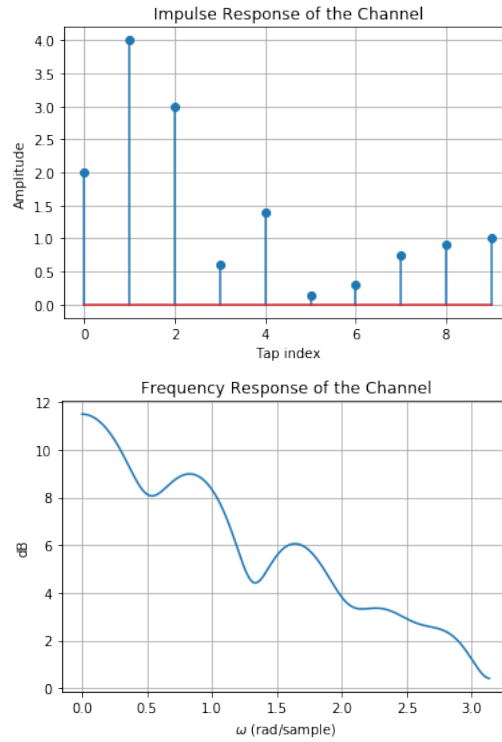 Impulse Response of the Channel
4.0
3.5
3.0
2.5
2.0
1.5
1.0
0.5
0.0
Amplitude
0 2 4 6 8
Tap index
Frequency Response of the Channel
12
10
8
6
4
2
0
dB
0.0 0.5 1.0 1.5 2.0 2.5 3.0
ω (rad/sample)